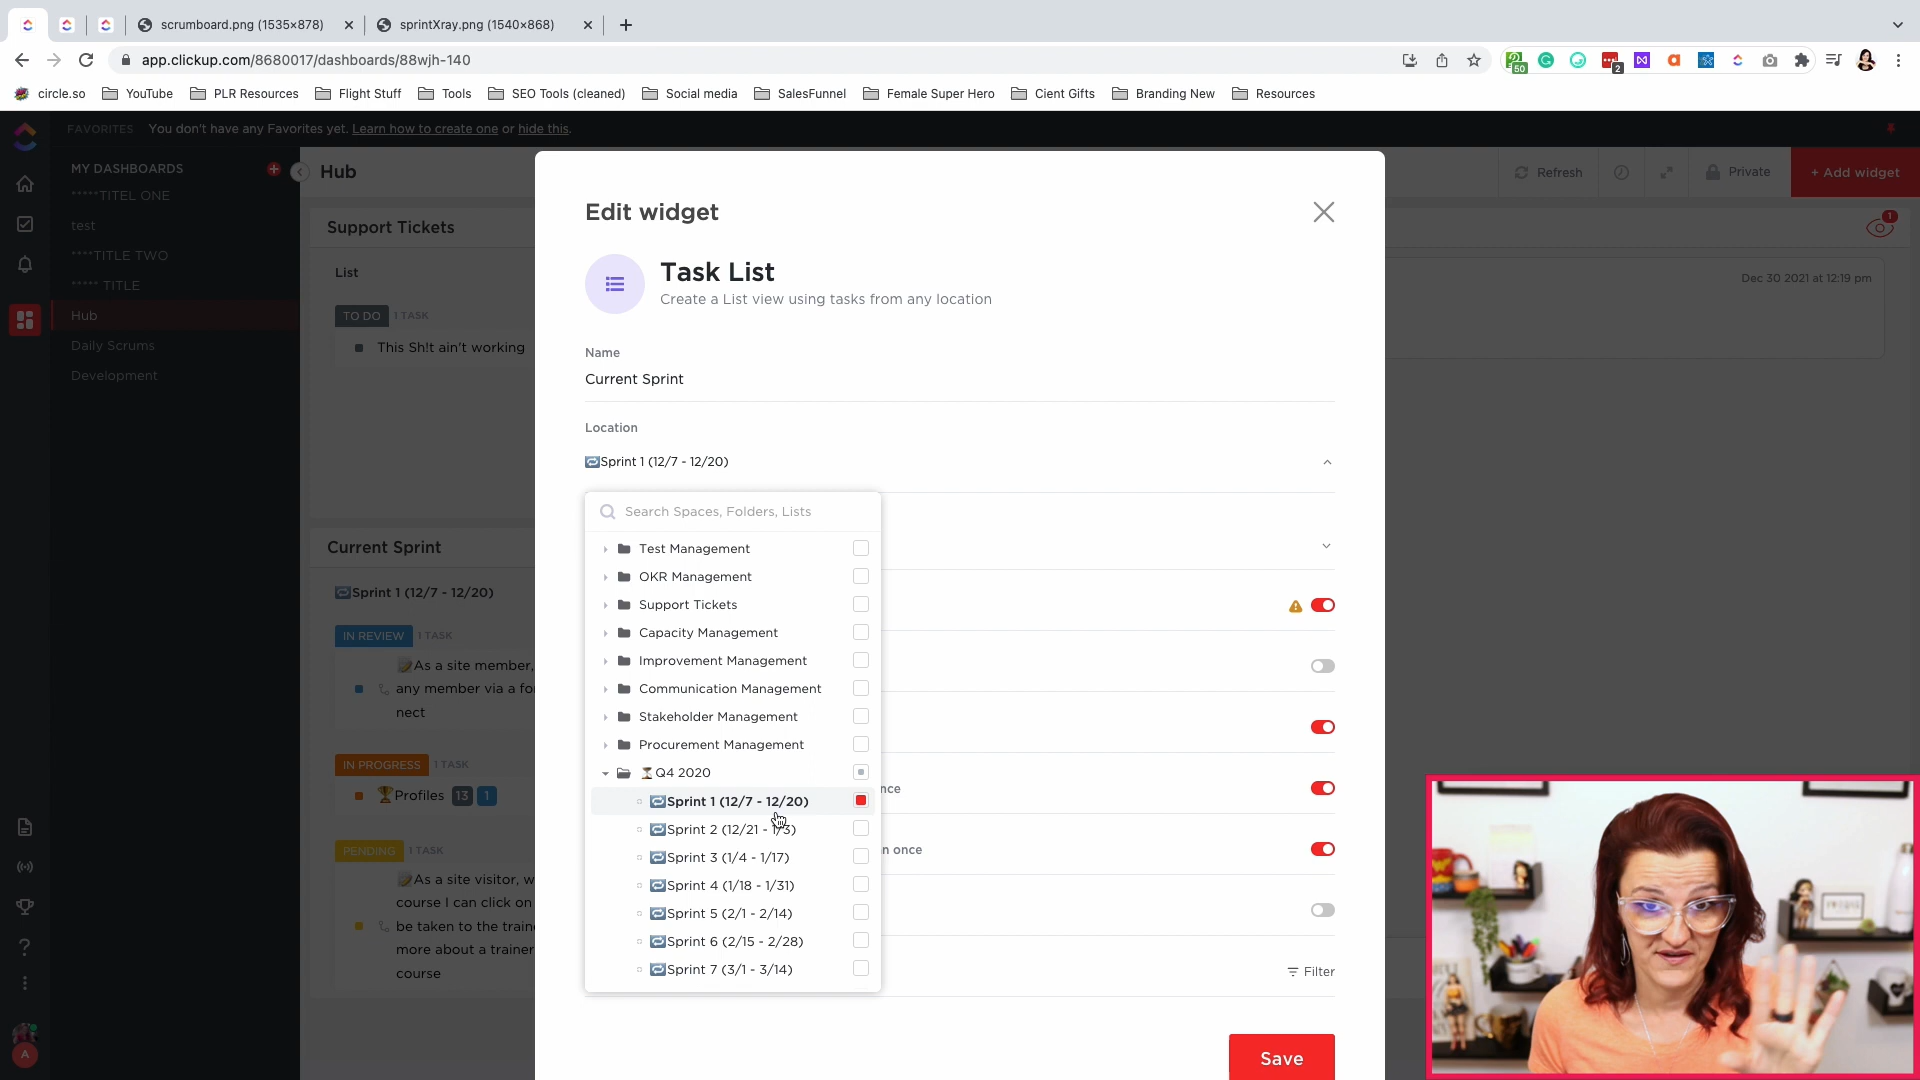 scrumboard.png (1535×878)
sprintXray.png (1540×868)
app.clickup.com/8680017/dashboards/88wjh-140
50
2
circle.so
YouTube
PLR Resources
Flight Stuff
Tools
SEO Tools (cleaned)
Social media
SalesFunnel
Female Super Hero
Cient Gifts
Branding New
Resources
FAVORITES You don't have any Favorites yet. Learn how to create one or hide this.
MY DASHBOARDS
*****TITEL ONE
test
****TITLE TWO
***** TITLE
Hub
Daily Scrums
Development
A
Hub
Refresh
Private
+ Add widget
Support Tickets
1
List
TO DO 1 TASK
This Sh!t ain't working
Dec 30 2021 at 12:19 pm
Current Sprint
Sprint 1 (12/7 - 12/20)
IN REVIEW 1 TASK
As a site member,
any member via a fo
nect
IN PROGRESS 1 TASK
Profiles 13 1
PENDING 1 TASK
As a site visitor, w
course I can click on
be taken to the train
more about a trainer
course
Edit widget
Task List
Create a List view using tasks from any location
Name
Current Sprint
Location
Sprint 1 (12/7 - 12/20)
Search Spaces, Folders, Lists
Test Management
OKR Management
Support Tickets
Capacity Management
Improvement Management
Communication Management
Stakeholder Management
Procurement Management
Q4 2020
Sprint 1 (12/7 - 12/20)
Sprint 2 (12/21 - 1/3)
Sprint 3 (1/4 - 1/17)
Sprint 4 (1/18 - 1/31)
Sprint 5 (2/1 - 2/14)
Sprint 6 (2/15 - 2/28)
Sprint 7 (3/1 - 3/14)
nce
n once
Filter
Save